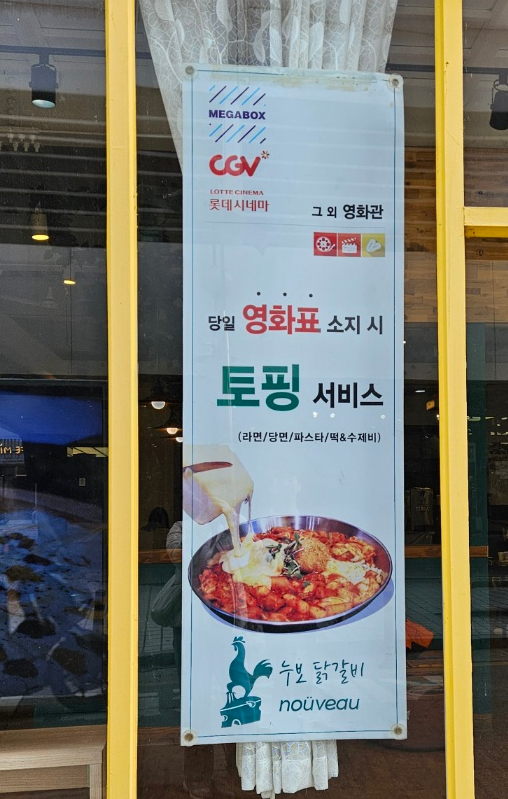 MEGABOX
CGV
LOTTE CINEMA
롯데시네마
그 외 영화관
당일 영화표 소지 시
토핑 서비스
(라면/당면/파스타/떡&수제비)
누보 닭갈비
noüveau